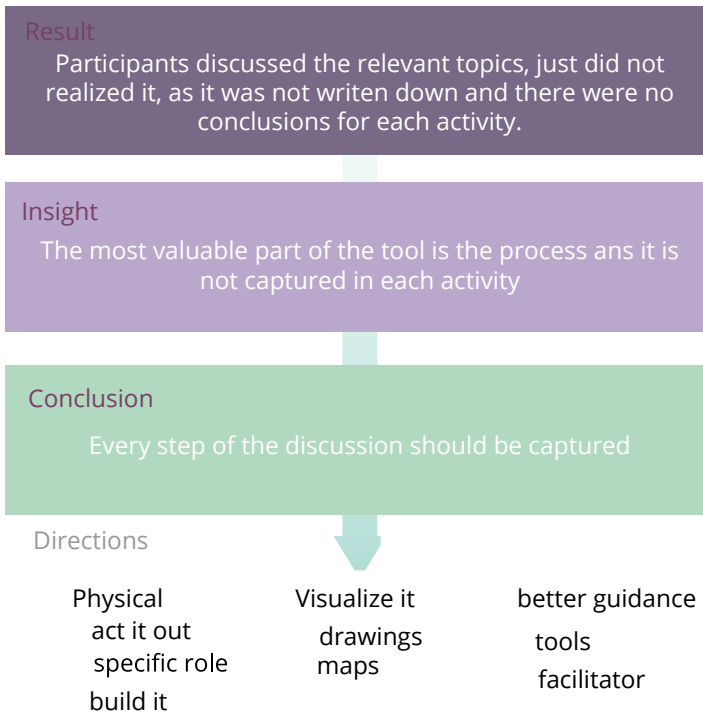 Result
Participants discussed the relevant topics, just did not
realized it, as it was not writen down and there were no
conclusions for each activity.
Insight
The most valuable part of the tool is the process ans it is
not captured in each activity
Conclusion
Every step of the discussion should be captured
Directions
Physical
act it out
specific role
build it
Visualize it
drawings
maps
better guidance
tools
facilitator